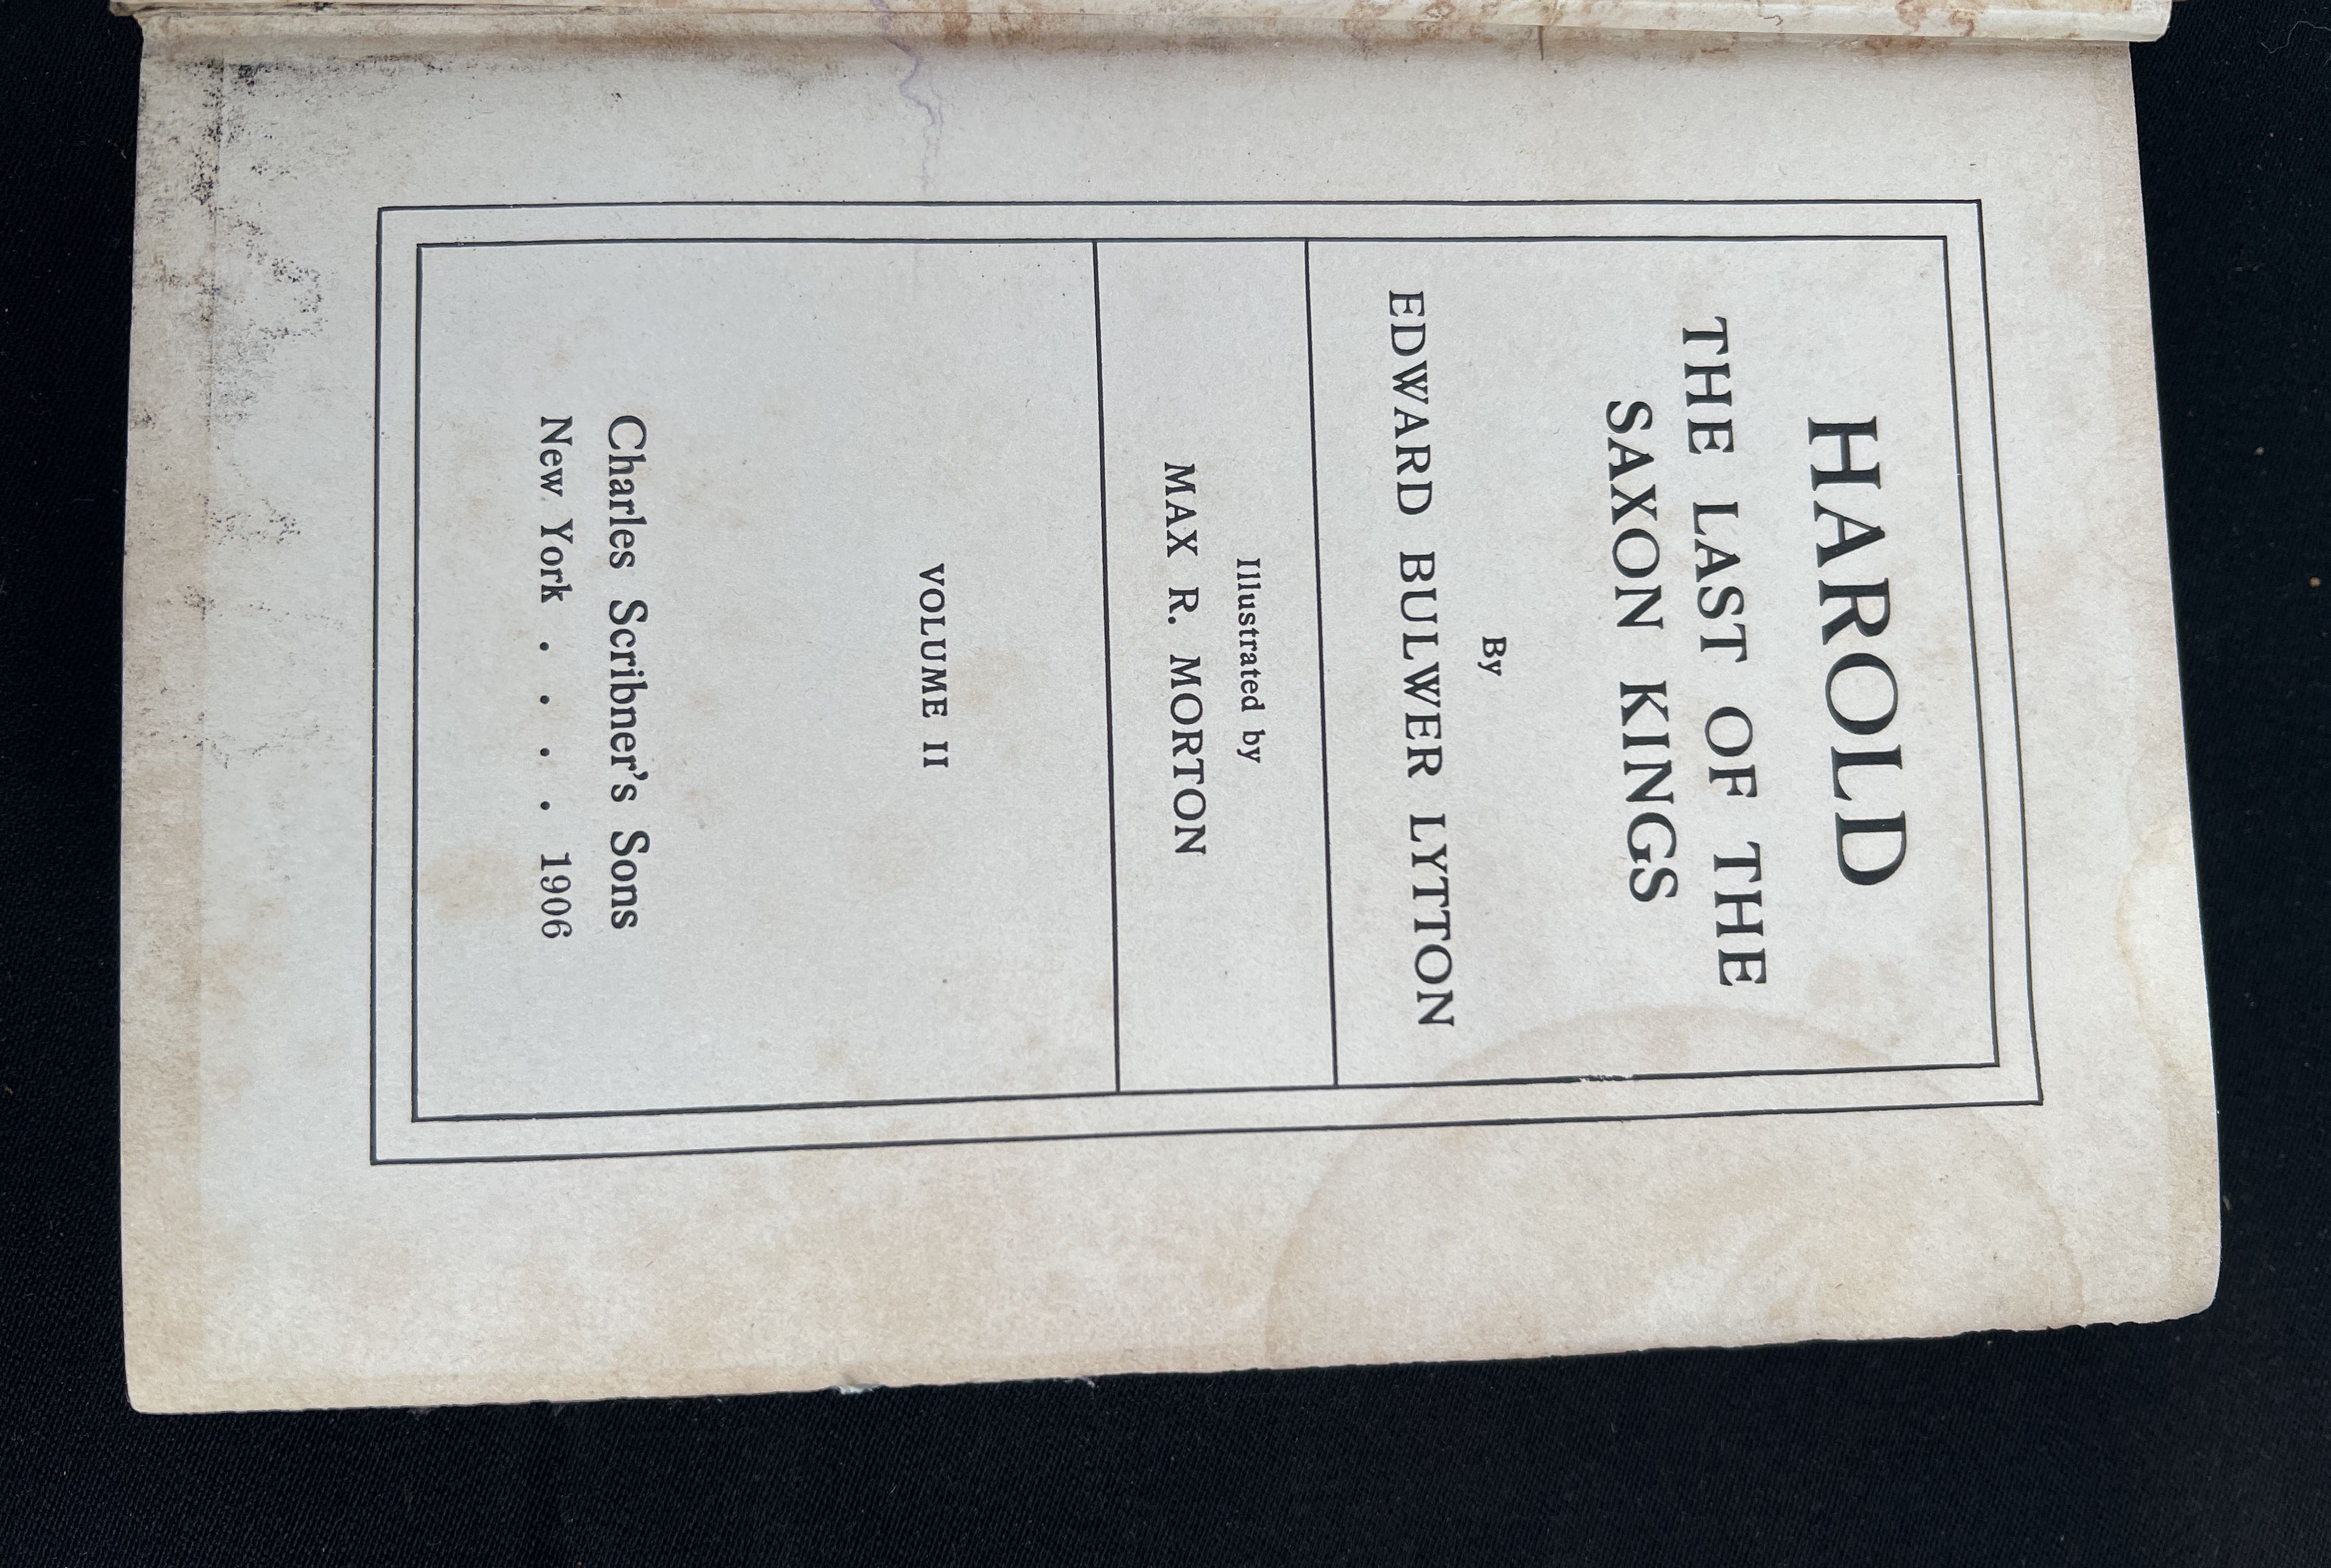 HAROLD
THE LAST OF THE
SAXON KINGS
By
EDWARD BULWER LYTTON
Illustrated by
MAX R. MORTON
VOLUME II
Charles Scribner's Sons
New York . . . . 1906